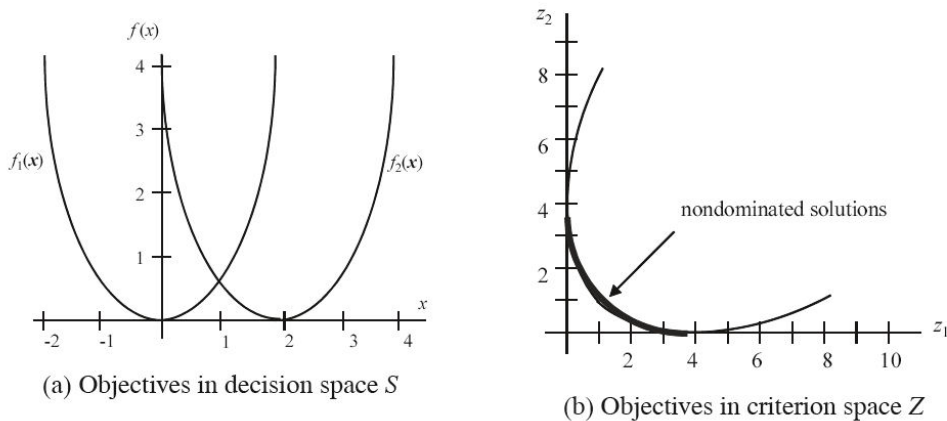 f(x)
4
3
f1(x)
f2(x)
2
1
x
-2 -1 1 2 3 4
(a) Objectives in decision space S
z2
8
6
4
nondominated solutions
2
z1
2 4 6 8 10
(b) Objectives in criterion space Z